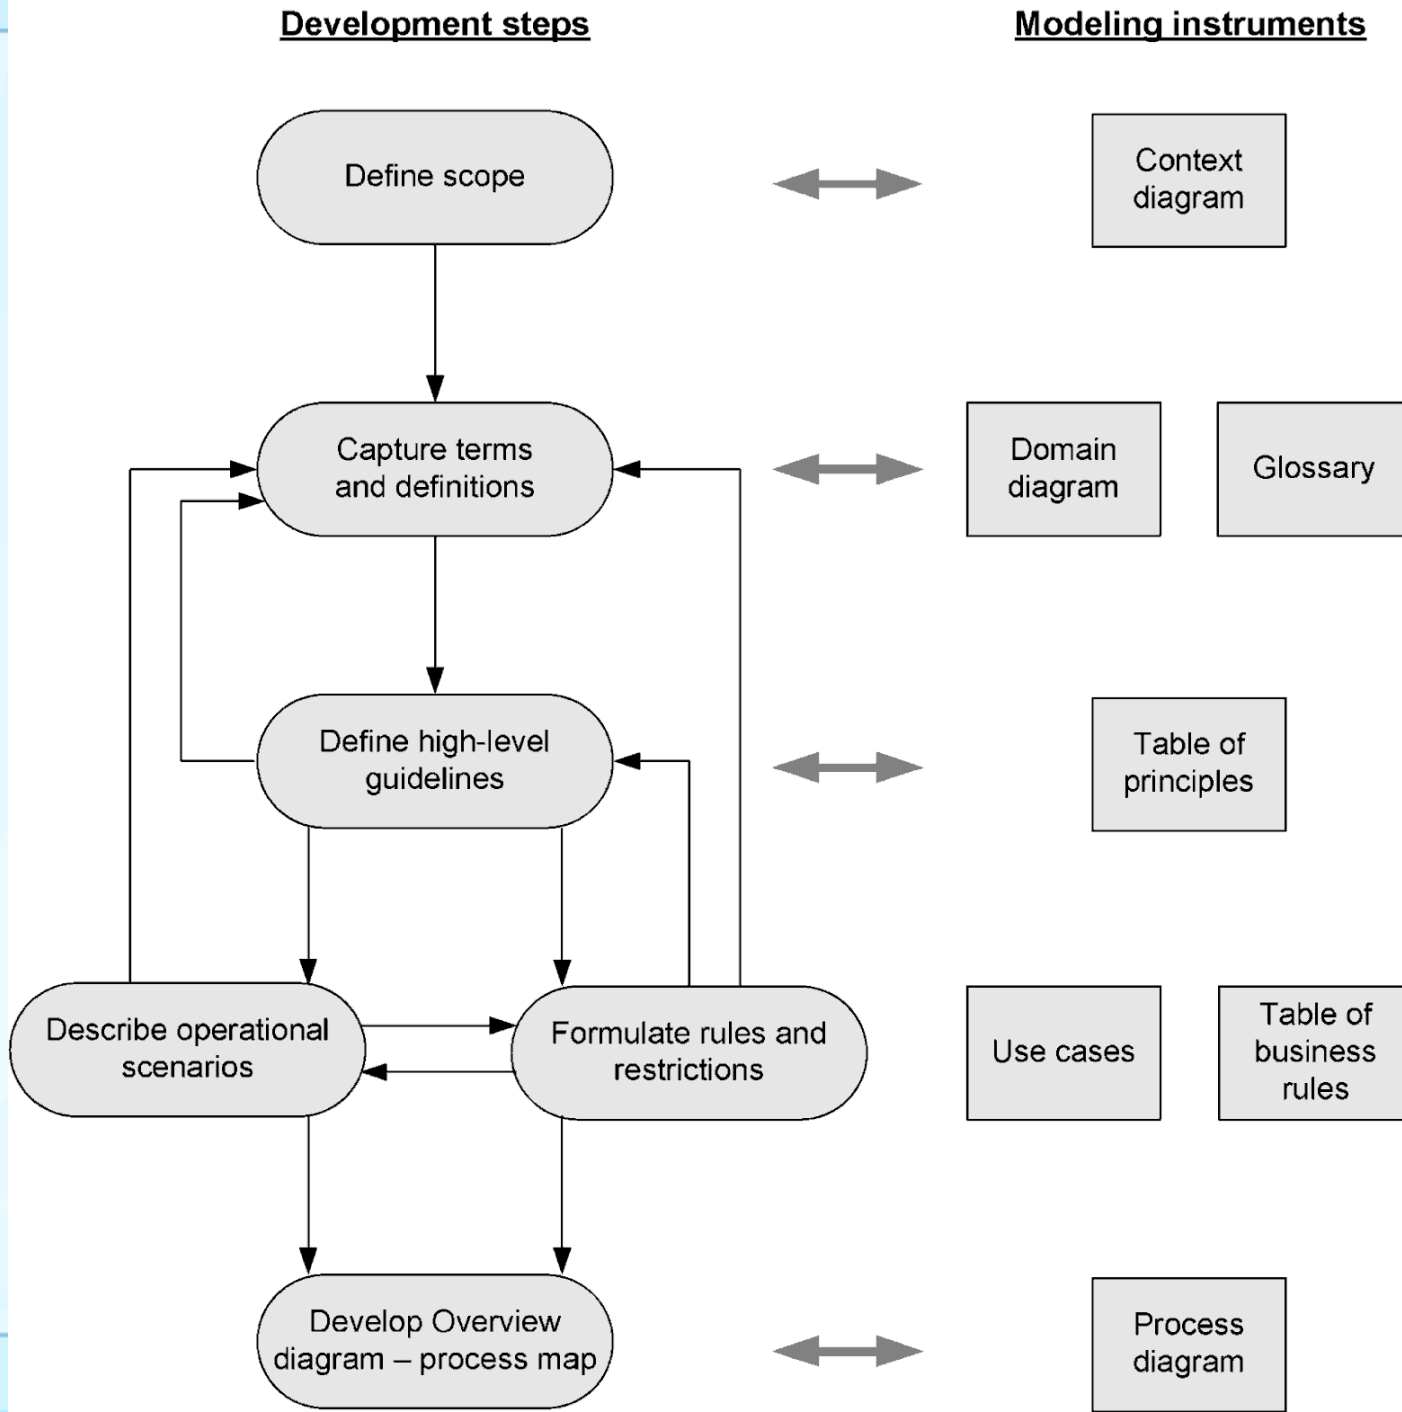 Development steps
Modeling instruments
Define scope
Context
diagram
Capture terms
and definitions
Domain
diagram
Glossary
Define high-level
guidelines
Table of
principles
Describe operational
scenarios
Formulate rules and
restrictions
Use cases
Table of
business
rules
Develop Overview
diagram – process map
Process
diagram